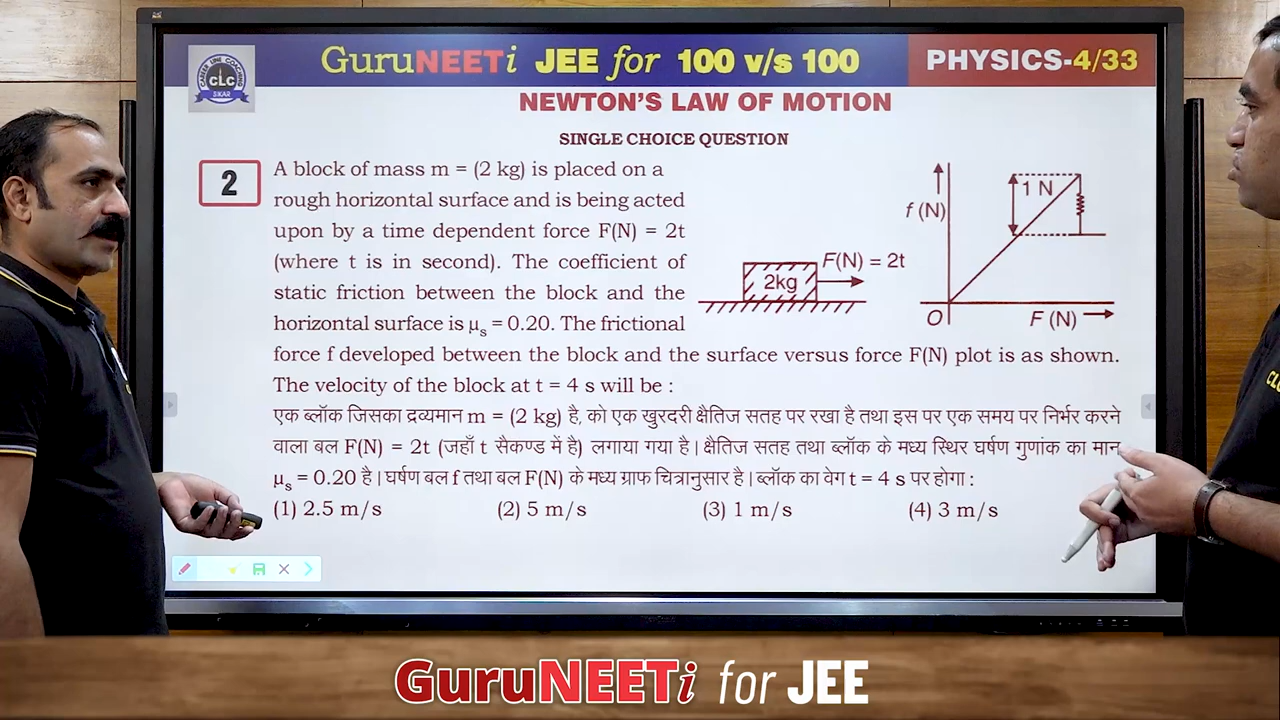 GuruNEETi JEE for 100 v/s 100
PHYSICS-4/33
CAREER LINE COACHING
CLC
SIKAR
NEWTON'S LAW OF MOTION
SINGLE CHOICE QUESTION
2
A block of mass m = (2 kg) is placed on a
rough horizontal surface and is being acted
upon by a time dependent force F(N) = 2t
(where t is in second). The coefficient of
static friction between the block and the
horizontal surface is μs = 0.20. The frictional
force f developed between the block and the surface versus force F(N) plot is as shown.
The velocity of the block at t = 4 s will be :
2kg
F(N) = 2t
f (N)
1 N
O
F (N)
एक ब्लॉक जिसका द्रव्यमान m = (2 kg) है, को एक खुरदरी क्षैतिज सतह पर रखा है तथा इस पर एक समय पर निर्भर करने
वाला बल F(N) = 2t (जहाँ t सैकण्ड में है) लगाया गया है। क्षैतिज सतह तथा ब्लॉक के मध्य स्थिर घर्षण गुणांक का मान
μs = 0.20 है। घर्षण बल f तथा बल F(N) के मध्य ग्राफ चित्रानुसार है। ब्लॉक का वेग t = 4 s पर होगा :
(1) 2.5 m/s (2) 5 m/s (3) 1 m/s (4) 3 m/s
GuruNEETi for JEE